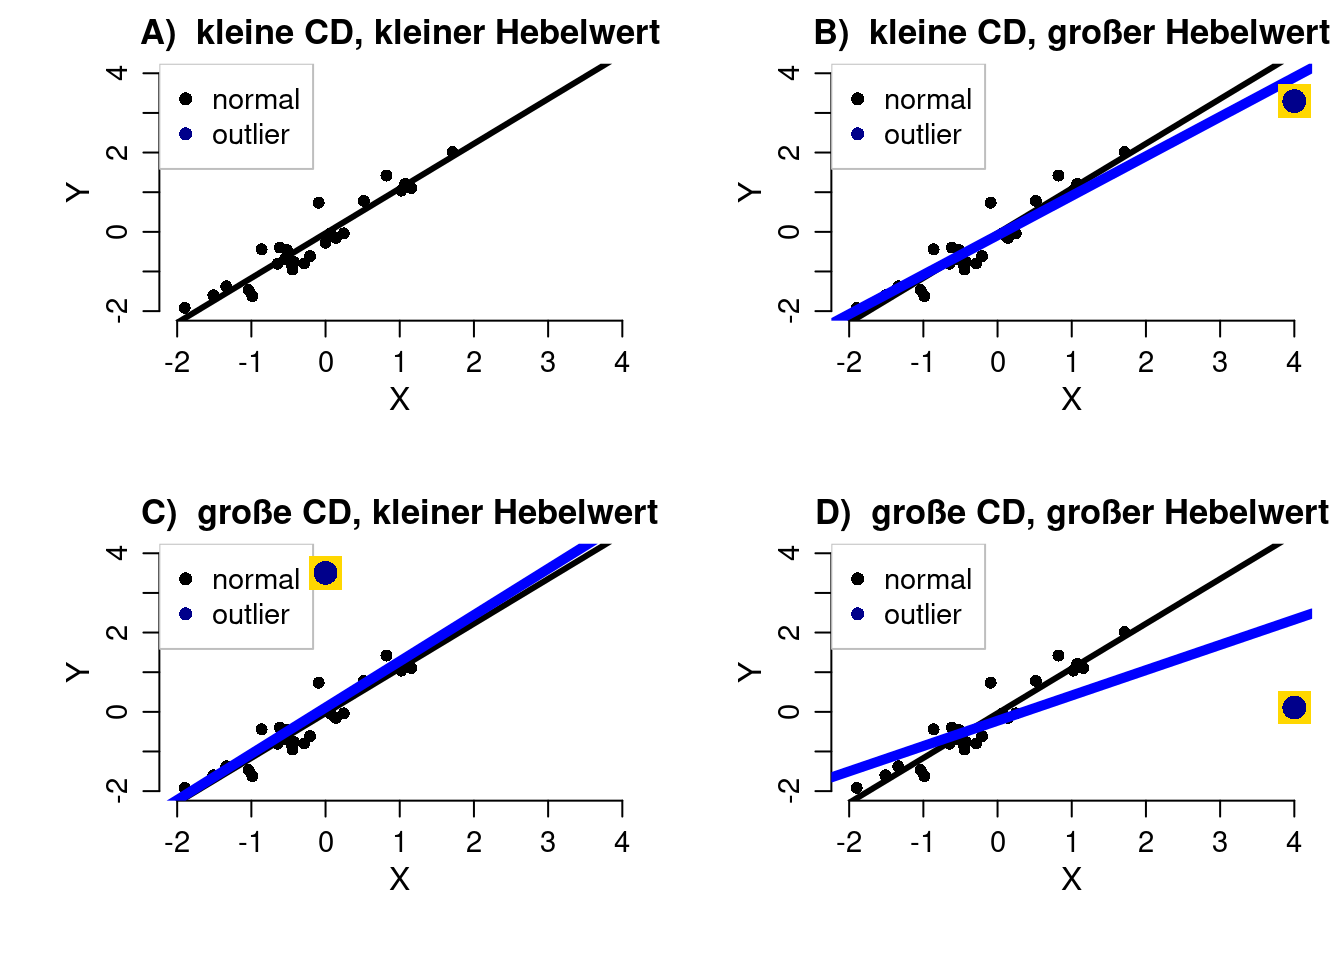 A)  kleine CD, kleiner Hebelwert
normal
outlier
Y
-2 0 2 4
-2 -1 0 1 2 3 4
X
B)  kleine CD, großer Hebelwert
normal
outlier
Y
-2 0 2 4
-2 -1 0 1 2 3 4
X
C)  große CD, kleiner Hebelwert
normal
outlier
Y
-2 0 2 4
-2 -1 0 1 2 3 4
X
D)  große CD, großer Hebelwert
normal
outlier
Y
-2 0 2 4
-2 -1 0 1 2 3 4
X